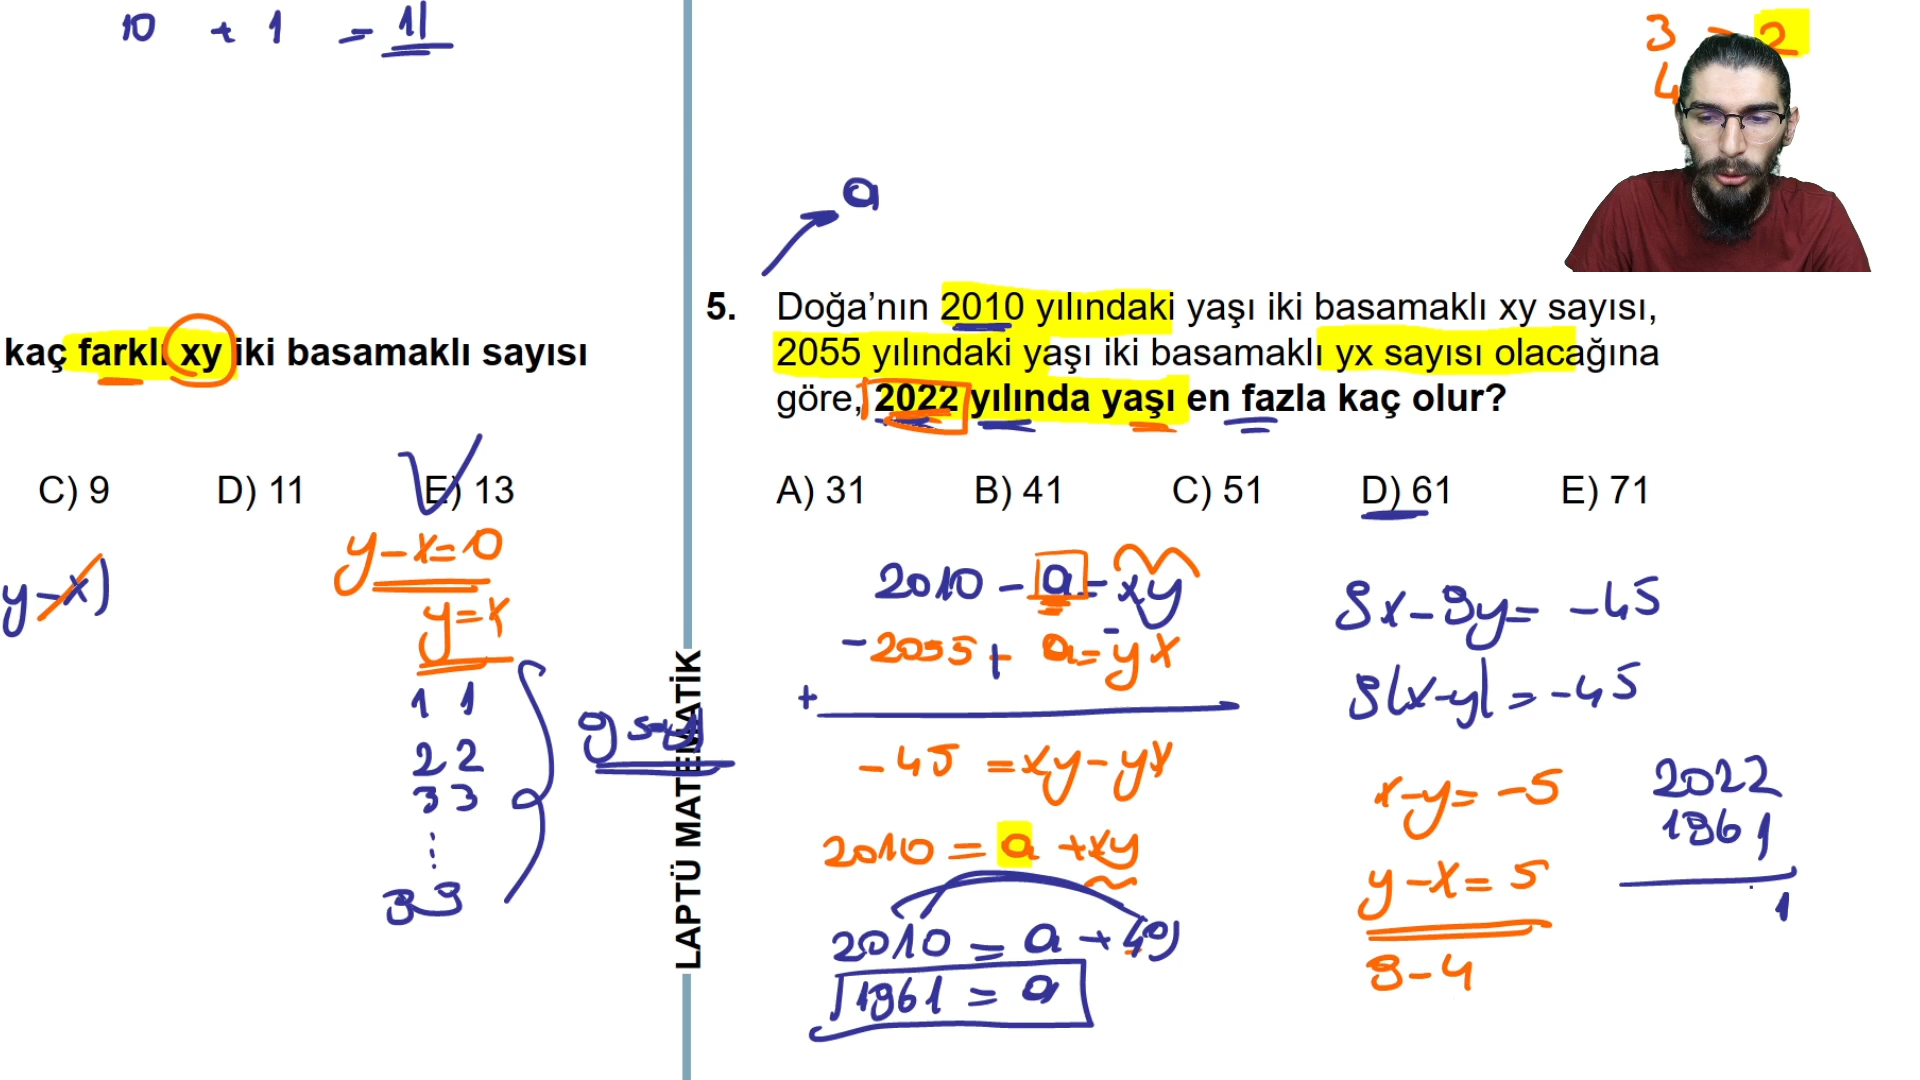 10 + 1 = 11
kaç farklı xy iki basamaklı sayısı
C) 9 D) 11 E) 13
y-x=0
y=x
y-x)
1 1
2 2
3 3
⋮
9 9
LAPTÜ MATEMATİK
3 - 2
4
a
5. Doğa’nın 2010 yılındaki yaşı iki basamaklı xy sayısı,
2055 yılındaki yaşı iki basamaklı yx sayısı olacağına
göre, 2022 yılında yaşı en fazla kaç olur?
A) 31 B) 41 C) 51 D) 61 E) 71
2010 - a = xy
-2055 + a = -yx
+
-45 = xy - yx
2010 = a + xy
2010 = a + 49
1961 = a
9x - 9y = -45
9(x-y) = -45
x-y = -5
y-x = 5
9-4
2022
1961
1